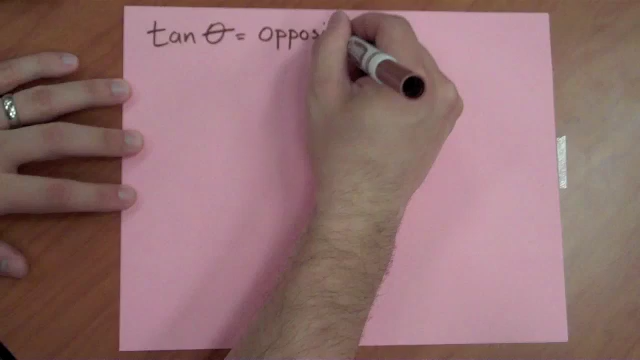 tan θ = opposi